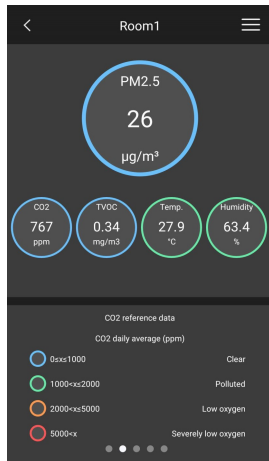 Room1
PM2.5
26
µg/m³
CO2 TVOC Temp. Humidity
767 0.34 27.9 63.4
ppm mg/m3 °C %
CO2 reference data
CO2 daily average (ppm)
0≤x≤1000 Clear
1000<x≤2000 Polluted
2000<x≤5000 Low oxygen
5000<x Severely low oxygen